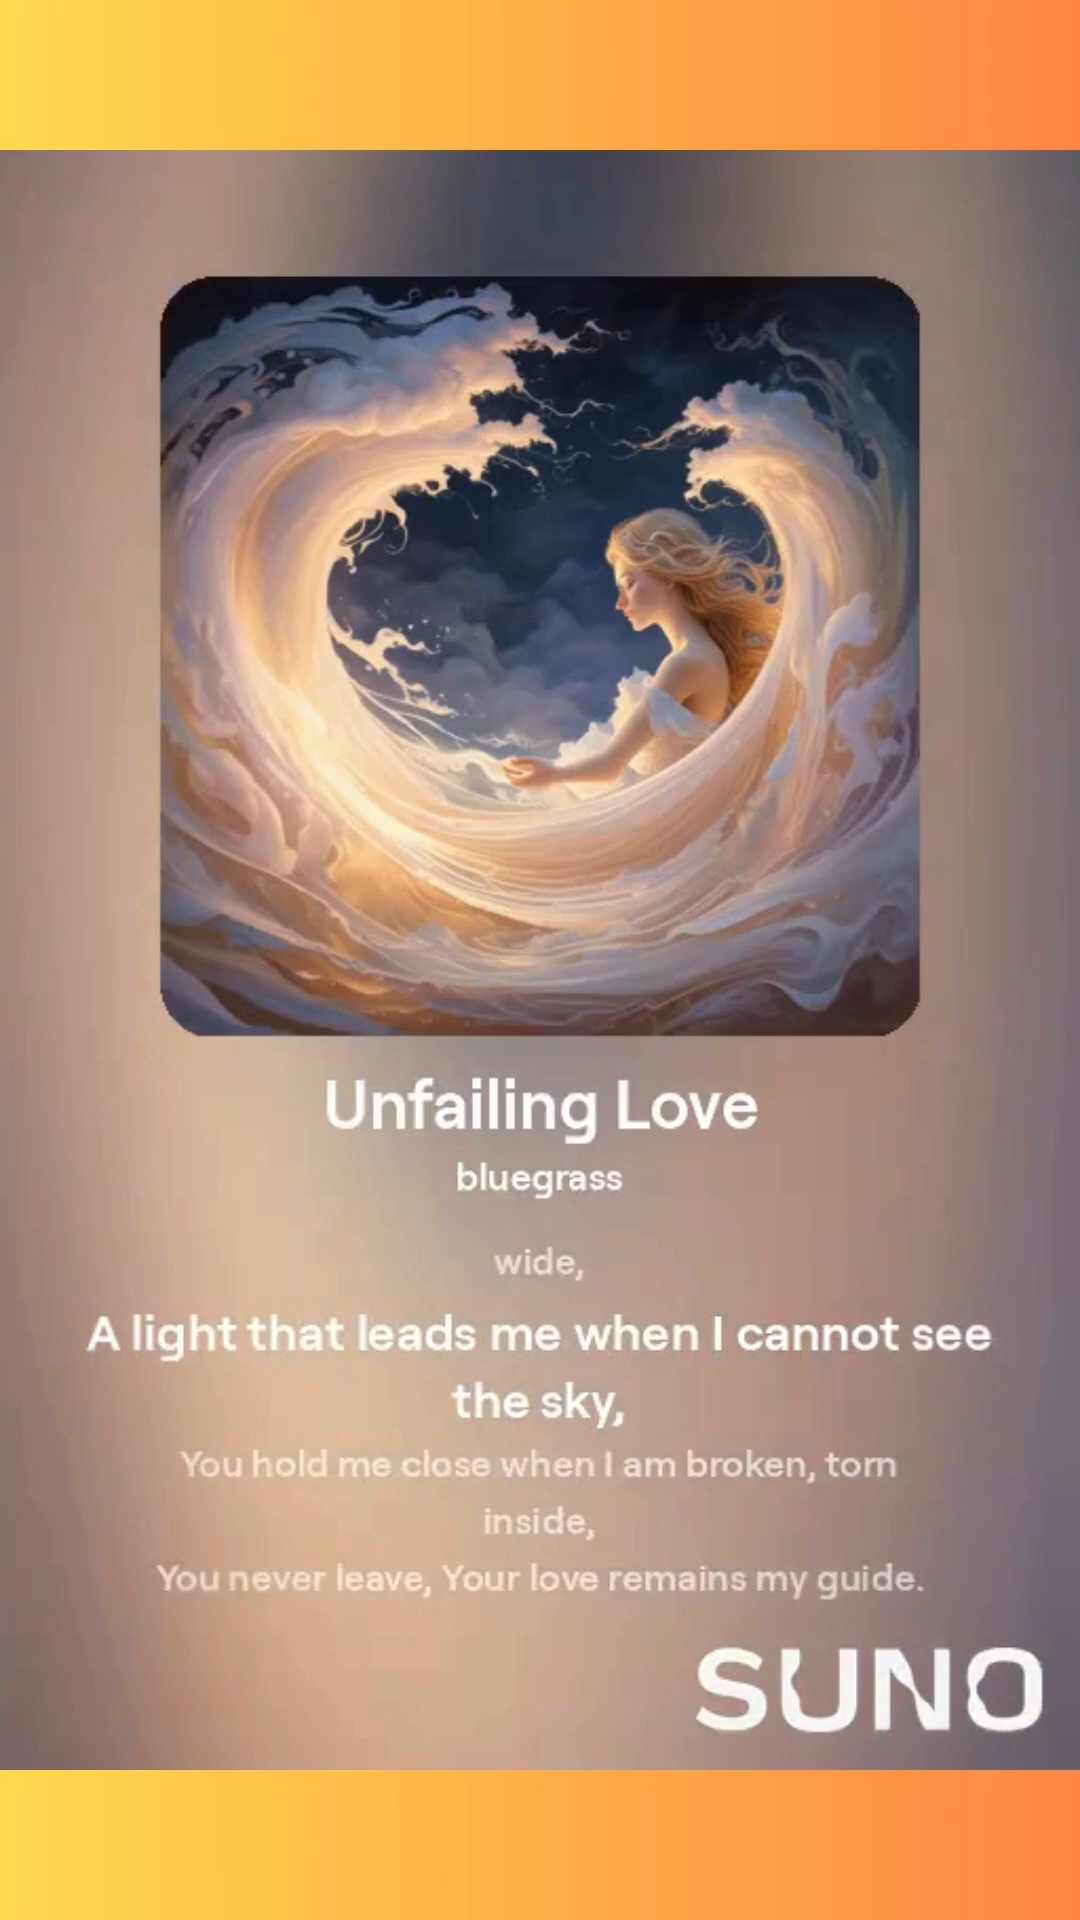 Unfailing Love
bluegrass
wide,
A light that leads me when I cannot see
the sky,
You hold me close when I am broken, torn
inside,
You never leave, Your love remains my guide.
SUNO